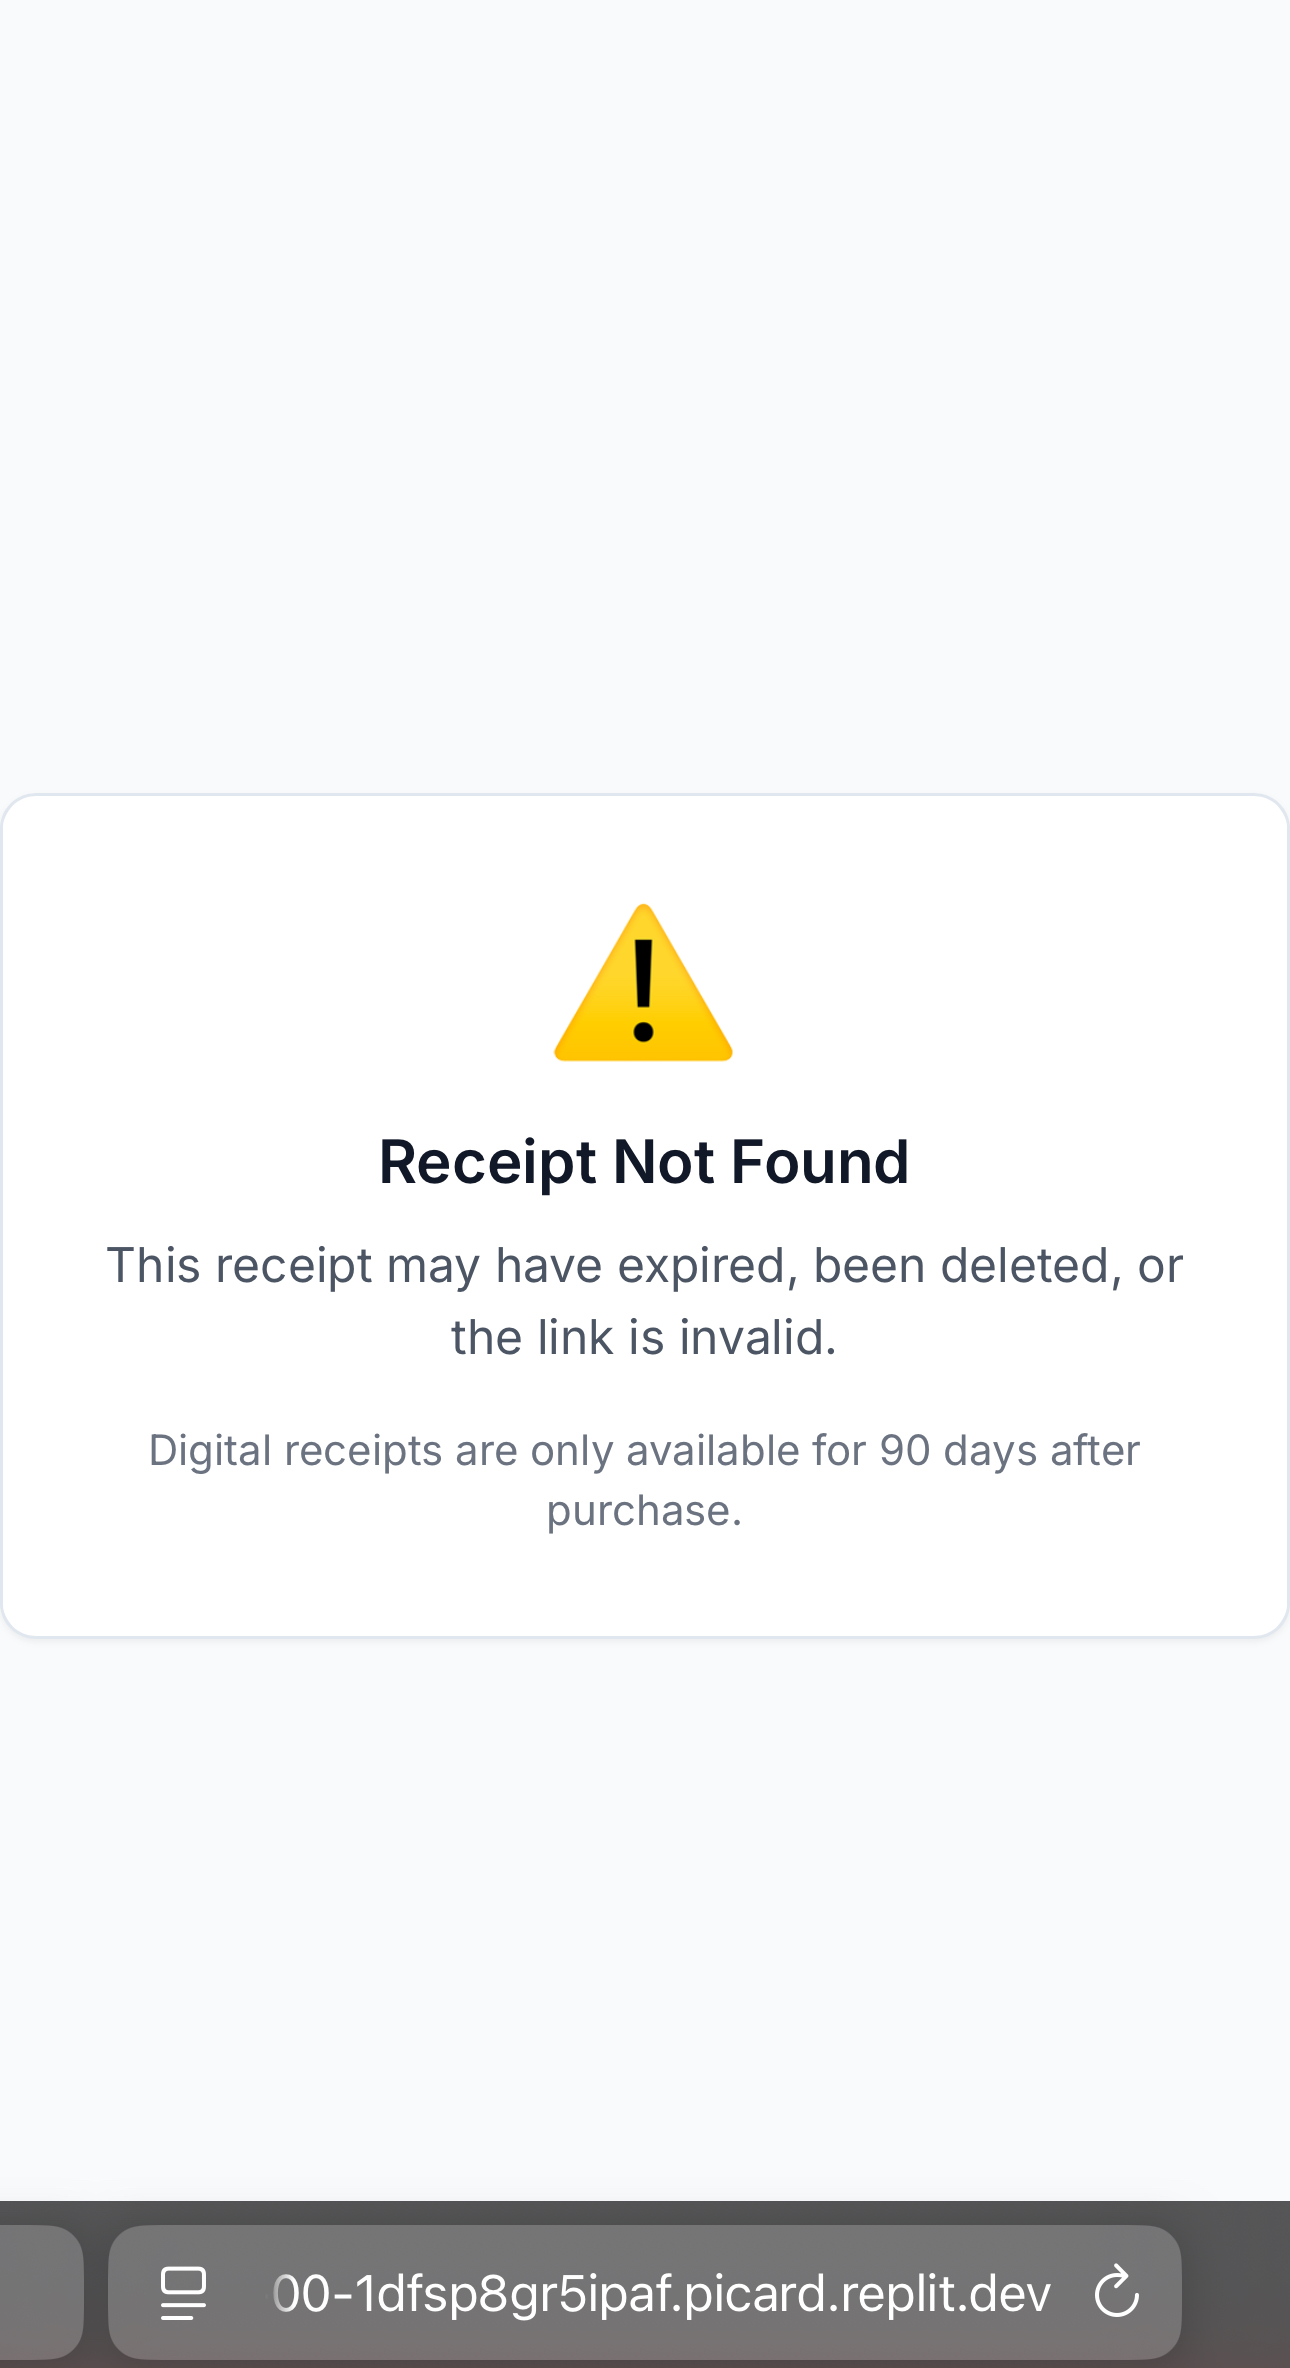 Receipt Not Found
This receipt may have expired, been deleted, or
the link is invalid.
Digital receipts are only available for 90 days after
purchase.
00-1dfsp8gr5ipaf.picard.replit.dev